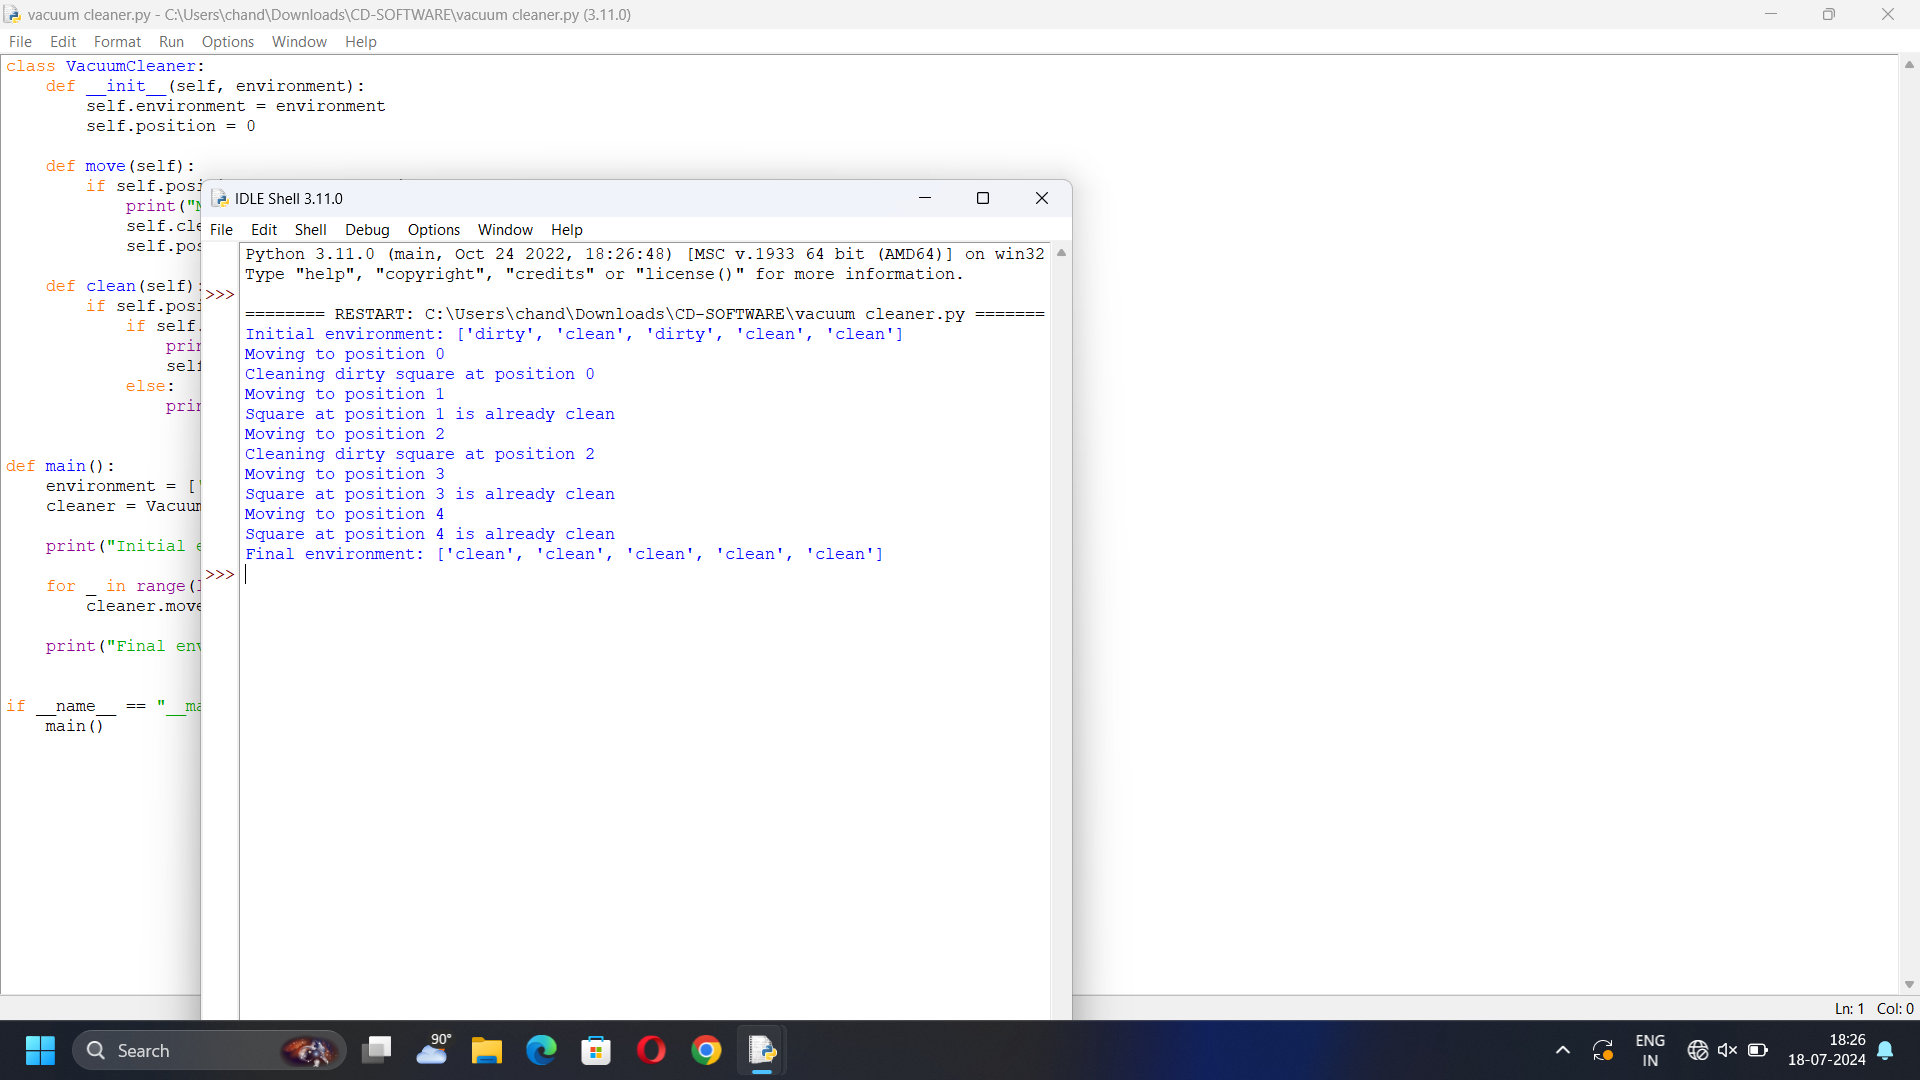 vacuum cleaner.py - C:\Users\chand\Downloads\CD-SOFTWARE\vacuum cleaner.py (3.11.0)
File Edit Format Run Options Window Help
class VacuumCleaner:
def __init__(self, environment):
self.environment = environment
self.position = 0
def move(self):
if self.posi
print("M
self.cle
self.pos
def clean(self):
if self.posi
if self.
prin
self
else:
prin
def main():
environment = ['
cleaner = Vacuum
print("Initial e
for _ in range(l
cleaner.move
print("Final env
if __name__ == "__ma
main()
IDLE Shell 3.11.0
File Edit Shell Debug Options Window Help
Python 3.11.0 (main, Oct 24 2022, 18:26:48) [MSC v.1933 64 bit (AMD64)] on win32
Type "help", "copyright", "credits" or "license()" for more information.
>>>
======== RESTART: C:\Users\chand\Downloads\CD-SOFTWARE\vacuum cleaner.py =======
Initial environment: ['dirty', 'clean', 'dirty', 'clean', 'clean']
Moving to position 0
Cleaning dirty square at position 0
Moving to position 1
Square at position 1 is already clean
Moving to position 2
Cleaning dirty square at position 2
Moving to position 3
Square at position 3 is already clean
Moving to position 4
Square at position 4 is already clean
Final environment: ['clean', 'clean', 'clean', 'clean', 'clean']
>>>
Ln: 1 Col: 0
Search
90°
ENG
IN
18:26
18-07-2024